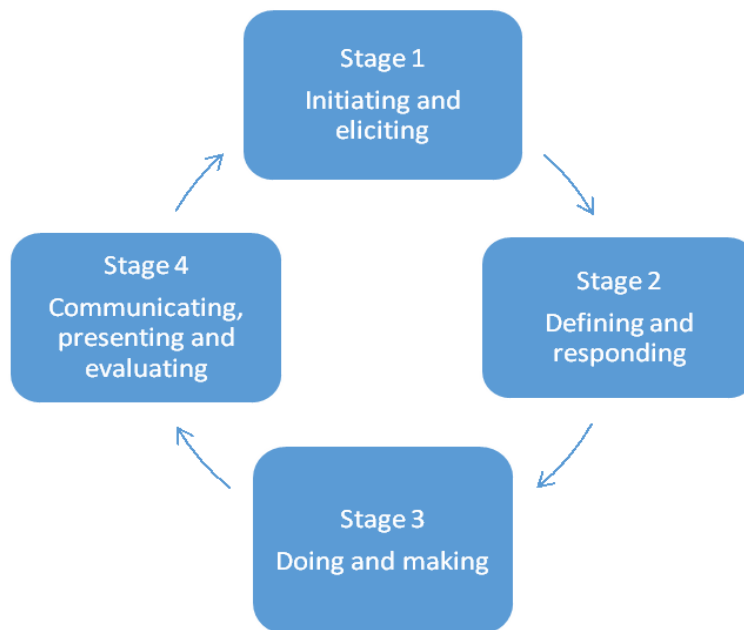 Stage 1
Initiating and
eliciting
Stage 2
Defining and
responding
Stage 3
Doing and making
Stage 4
Communicating,
presenting and
evaluating